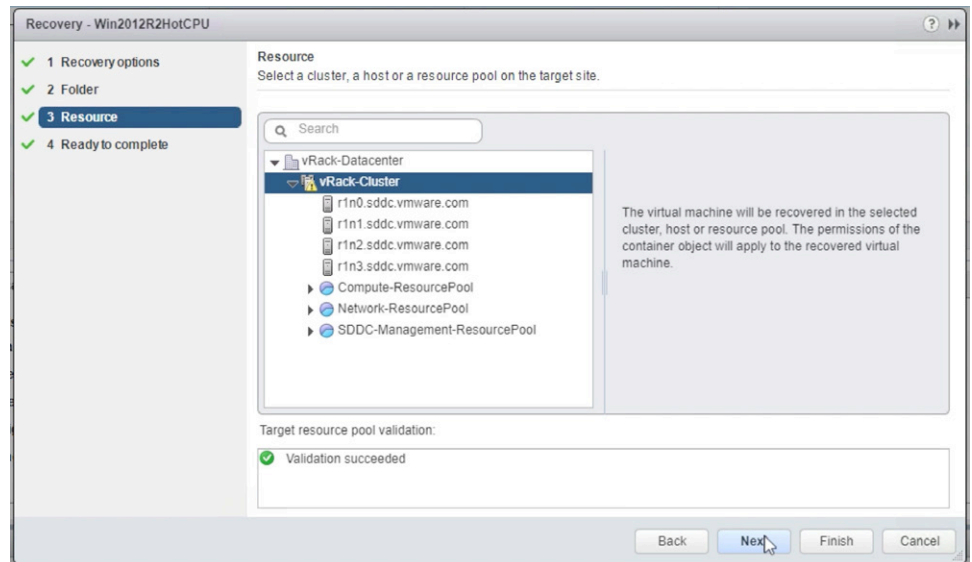 Recovery - Win2012R2HotCPU
1 Recovery options
2 Folder
3 Resource
4 Ready to complete
Resource
Select a cluster, a host or a resource pool on the target site.
Search
vRack-Datacenter
vRack-Cluster
r1n0.sddc.vmware.com
r1n1.sddc.vmware.com
r1n2.sddc.vmware.com
r1n3.sddc.vmware.com
Compute-ResourcePool
Network-ResourcePool
SDDC-Management-ResourcePool
The virtual machine will be recovered in the selected
cluster, host or resource pool. The permissions of the
container object will apply to the recovered virtual
machine.
Target resource pool validation:
Validation succeeded
Back
Next
Finish
Cancel